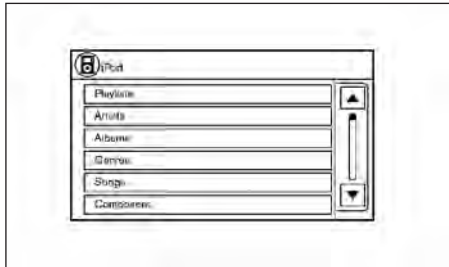 iPod
Playlists
Artists
Albums
Genres
Songs
Composers